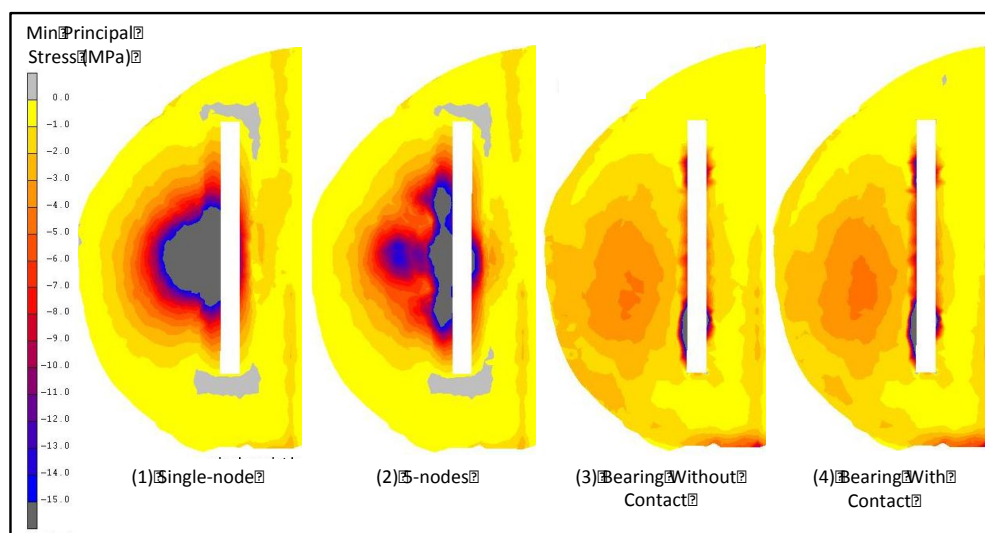 Min Principal
Stress (MPa)
0.0
-1.0
-2.0
-3.0
-4.0
-5.0
-6.0
-7.0
-8.0
-9.0
-10.0
-11.0
-12.0
-13.0
-14.0
-15.0
(1) Single-node
(2) 5-nodes
(3) Bearing Without
Contact
(4) Bearing With
Contact